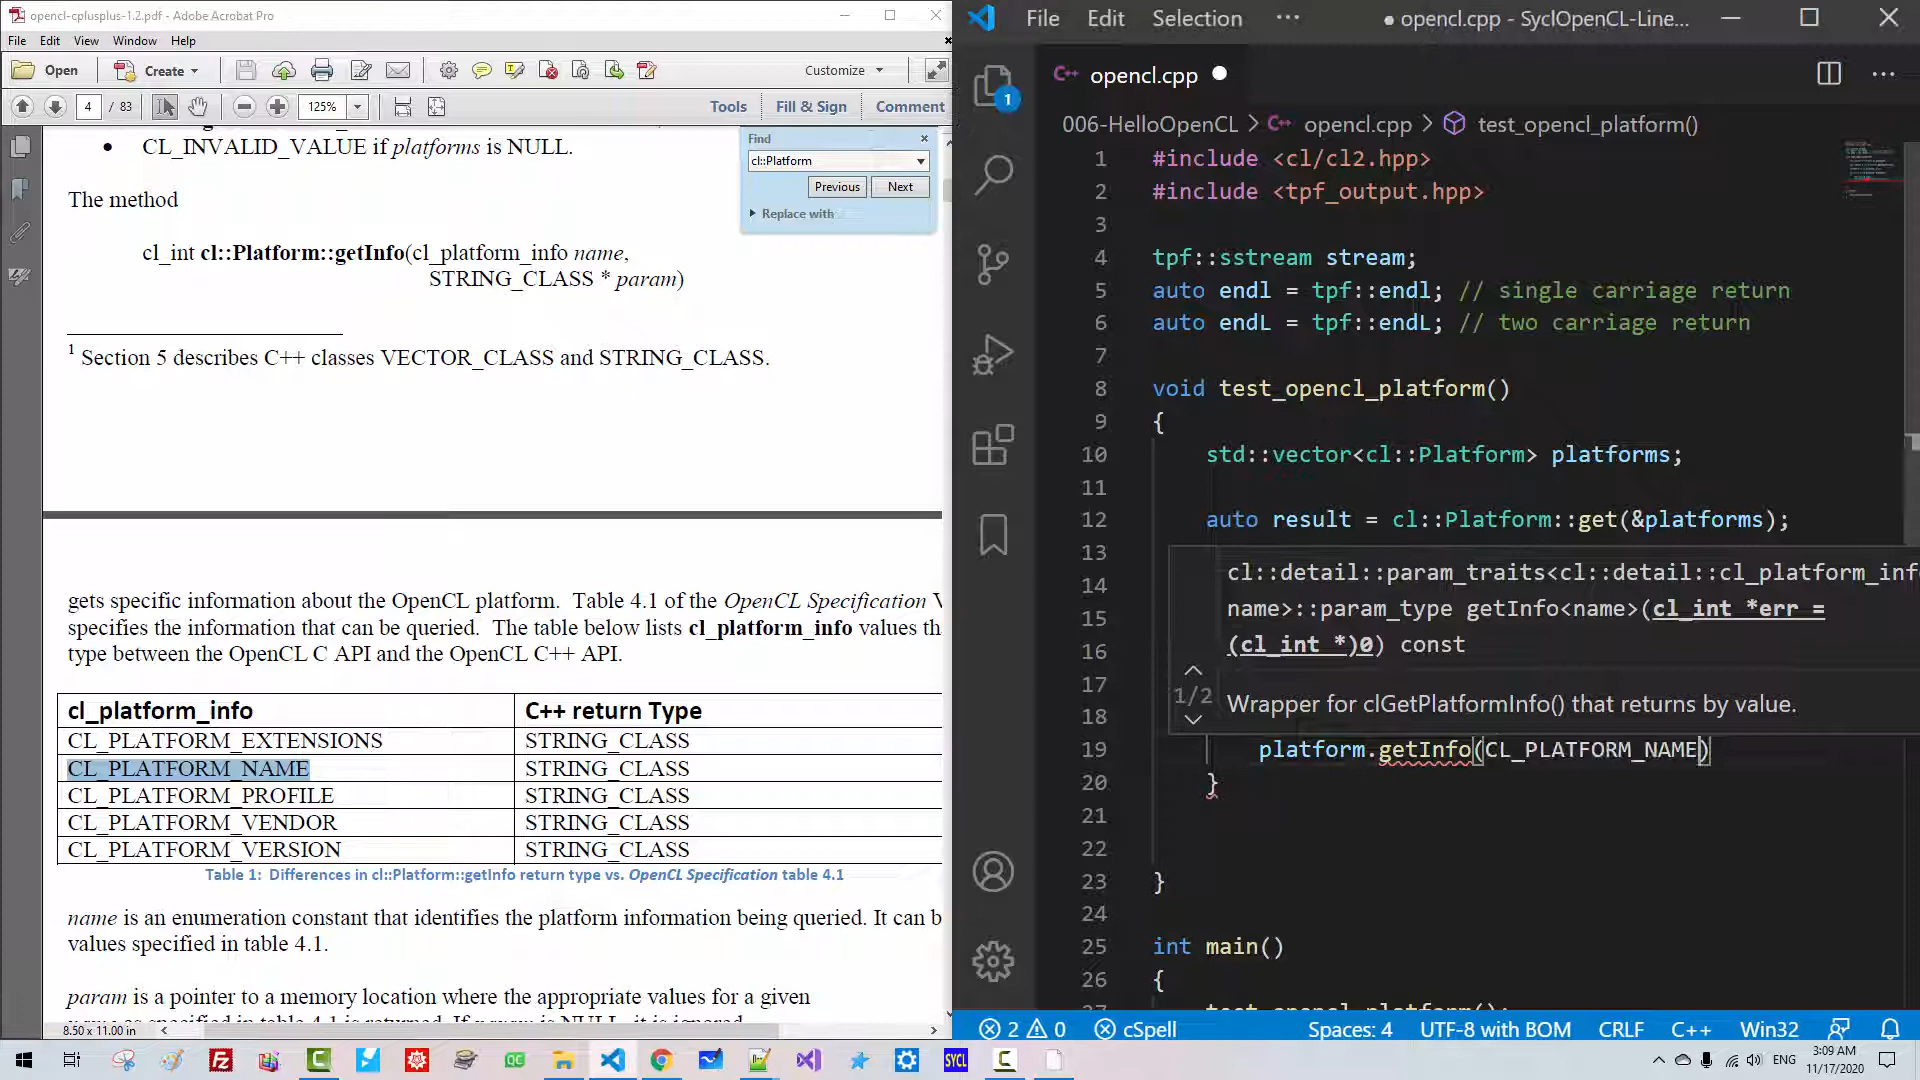 opencl-cplusplus-1.2.pdf - Adobe Acrobat Pro
File Edit View Window Help
Open Create Customize
4 / 83 125% Tools Fill & Sign Comment
Find
cl::Platform
Previous Next
Replace with
• CL_INVALID_VALUE if platforms is NULL.
The method
cl_int cl::Platform::getInfo(cl_platform_info name,
STRING_CLASS * param)
1 Section 5 describes C++ classes VECTOR_CLASS and STRING_CLASS.
gets specific information about the OpenCL platform. Table 4.1 of the OpenCL Specification V
specifies the information that can be queried. The table below lists cl_platform_info values th
type between the OpenCL C API and the OpenCL C++ API.
cl_platform_info C++ return Type
CL_PLATFORM_EXTENSIONS STRING_CLASS
CL_PLATFORM_NAME STRING_CLASS
CL_PLATFORM_PROFILE STRING_CLASS
CL_PLATFORM_VENDOR STRING_CLASS
CL_PLATFORM_VERSION STRING_CLASS
Table 1: Differences in cl::Platform::getInfo return type vs. OpenCL Specification table 4.1
name is an enumeration constant that identifies the platform information being queried. It can b
values specified in table 4.1.
param is a pointer to a memory location where the appropriate values for a given
8.50 x 11.00 in
File Edit Selection ··· ● opencl.cpp - SyclOpenCL-Line...
1
C++ opencl.cpp ●
006-HelloOpenCL > C++ opencl.cpp > test_opencl_platform()
1 #include <cl/cl2.hpp>
2 #include <tpf_output.hpp>
3
4 tpf::sstream stream;
5 auto endl = tpf::endl; // single carriage return
6 auto endL = tpf::endL; // two carriage return
7
8 void test_opencl_platform()
9 {
10 std::vector<cl::Platform> platforms;
11
12 auto result = cl::Platform::get(&platforms);
13
14
15
16
17
18
cl::detail::param_traits<cl::detail::cl_platform_info
name>::param_type getInfo<name>(cl_int *err =
(cl_int *)0) const
1/2
Wrapper for clGetPlatformInfo() that returns by value.
19 platform.getInfo(CL_PLATFORM_NAME)
20 }
21
22
23 }
24
25 int main()
26 {
27 test_opencl_platform();
2 0 cSpell Spaces: 4 UTF-8 with BOM CRLF C++ Win32
QC SYCL ENG 3:09 AM
11/17/2020